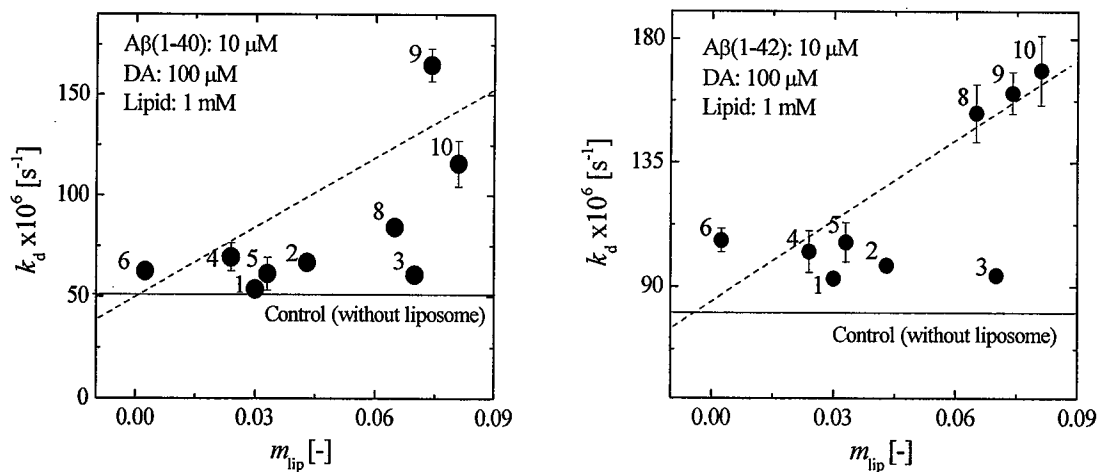 Aβ(1-40): 10 μM
DA: 100 μM
Lipid: 1 mM
150
100
50
0
k_d x10^6 [s^-1]
9
10
8
6
4
5
2
1
3
Control (without liposome)
0.00
0.03
0.06
0.09
m_lip [-]
Aβ(1-42): 10 μM
DA: 100 μM
Lipid: 1 mM
180
135
90
k_d x10^6 [s^-1]
10
9
8
6
4
5
2
1
3
Control (without liposome)
0.00
0.03
0.06
0.09
m_lip [-]